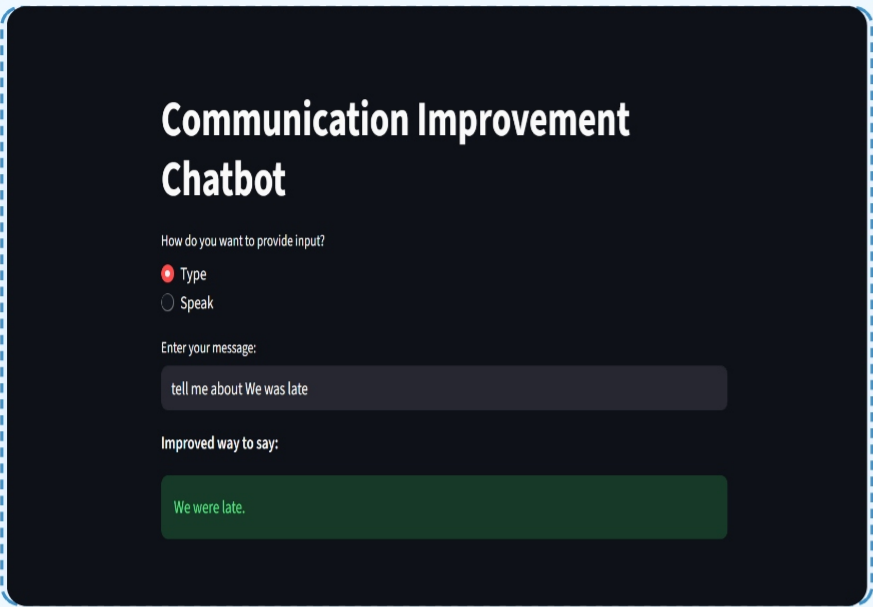 Communication Improvement
Chatbot
How do you want to provide input?
Type
Speak
Enter your message:
tell me about We was late
Improved way to say:
We were late.